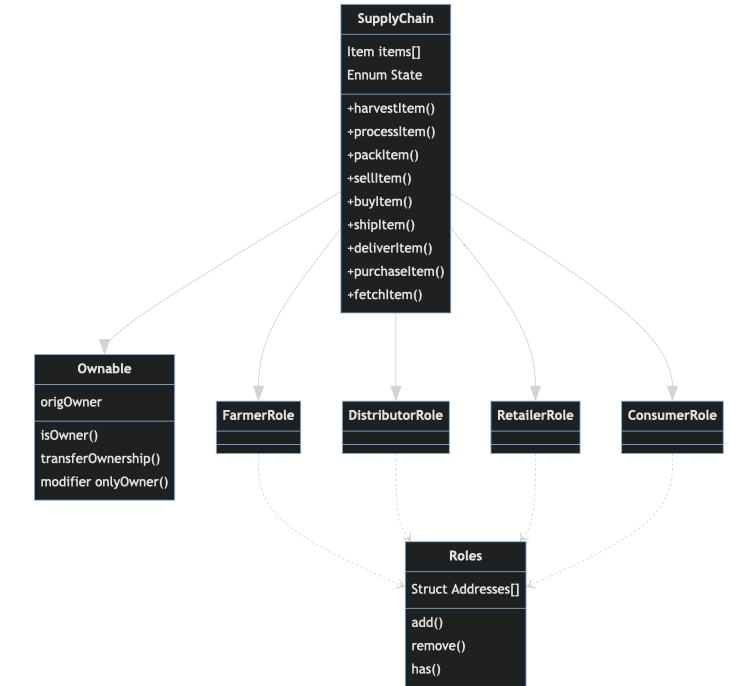 SupplyChain
Item items[]
Ennum State
+harvestItem()
+processItem()
+packItem()
+sellItem()
+buyItem()
+shipItem()
+deliverItem()
+purchaseItem()
+fetchItem()
Ownable
origOwner
isOwner()
transferOwnership()
modifier onlyOwner()
FarmerRole
DistributorRole
RetailerRole
ConsumerRole
Roles
Struct Addresses[]
add()
remove()
has()